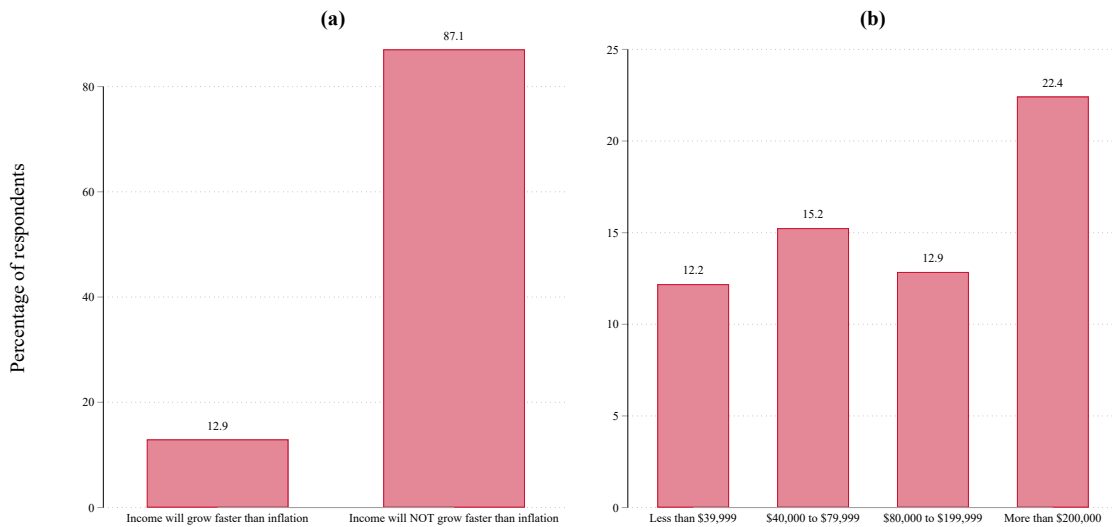 (a)
Percentage of respondents
80
60
40
20
0
12.9
87.1
Income will grow faster than inflation
Income will NOT grow faster than inflation
(b)
25
20
15
10
5
0
12.2
15.2
12.9
22.4
Less than $39,999
$40,000 to $79,999
$80,000 to $199,999
More than $200,000